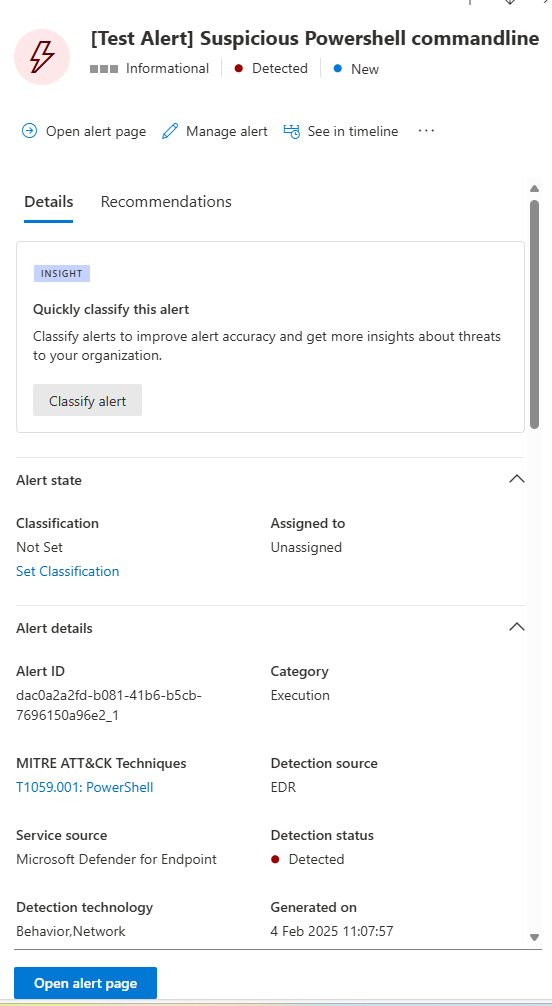 [Test Alert] Suspicious Powershell commandline
Informational Detected New
Open alert page Manage alert See in timeline ...
Details Recommendations
INSIGHT
Quickly classify this alert
Classify alerts to improve alert accuracy and get more insights about threats
to your organization.
Classify alert
Alert state
Classification Assigned to
Not Set Unassigned
Set Classification
Alert details
Alert ID Category
dac0a2a2fd-b081-41b6-b5cb- Execution
7696150a96e2_1
MITRE ATT&CK Techniques Detection source
T1059.001: PowerShell EDR
Service source Detection status
Microsoft Defender for Endpoint Detected
Detection technology Generated on
Behavior,Network 4 Feb 2025 11:07:57
Open alert page